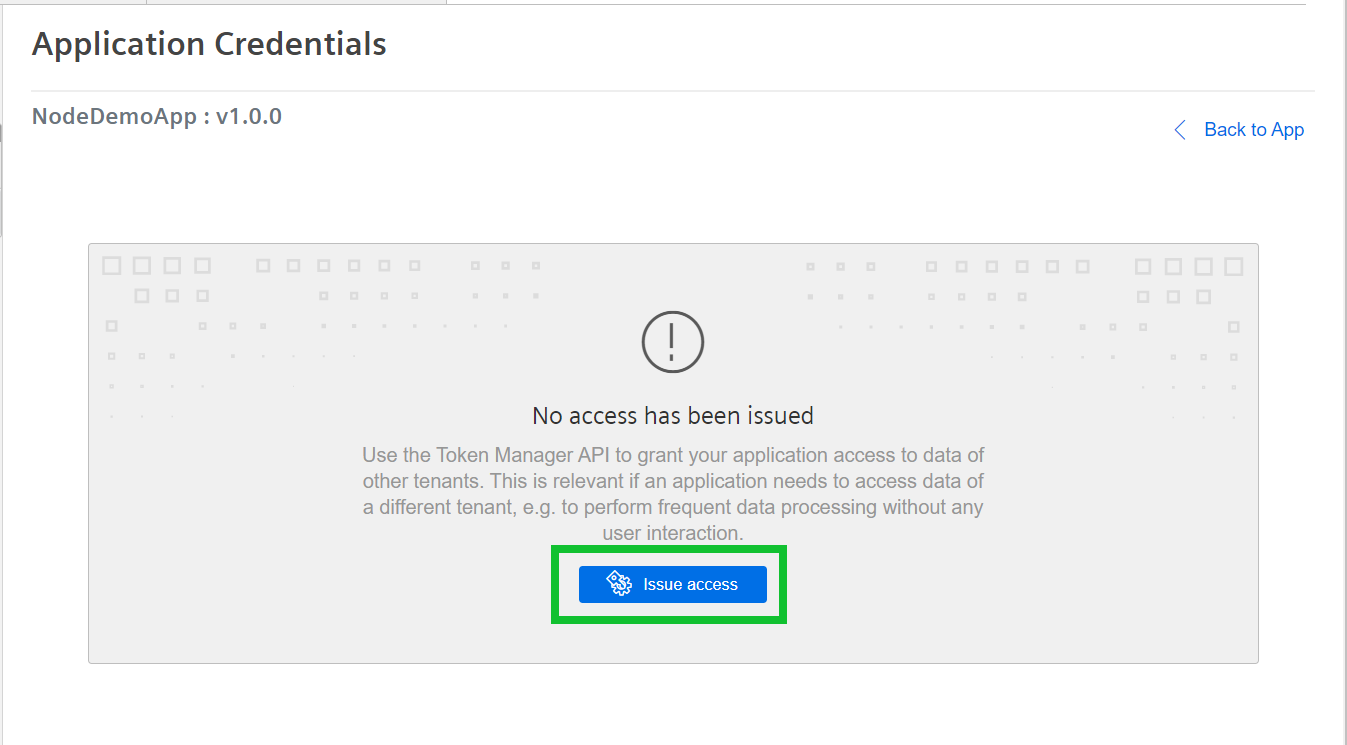 Application Credentials
NodeDemoApp : v1.0.0
Back to App
No access has been issued
Use the Token Manager API to grant your application access to data of
other tenants. This is relevant if an application needs to access data of
a different tenant, e.g. to perform frequent data processing without any
user interaction.
Issue access